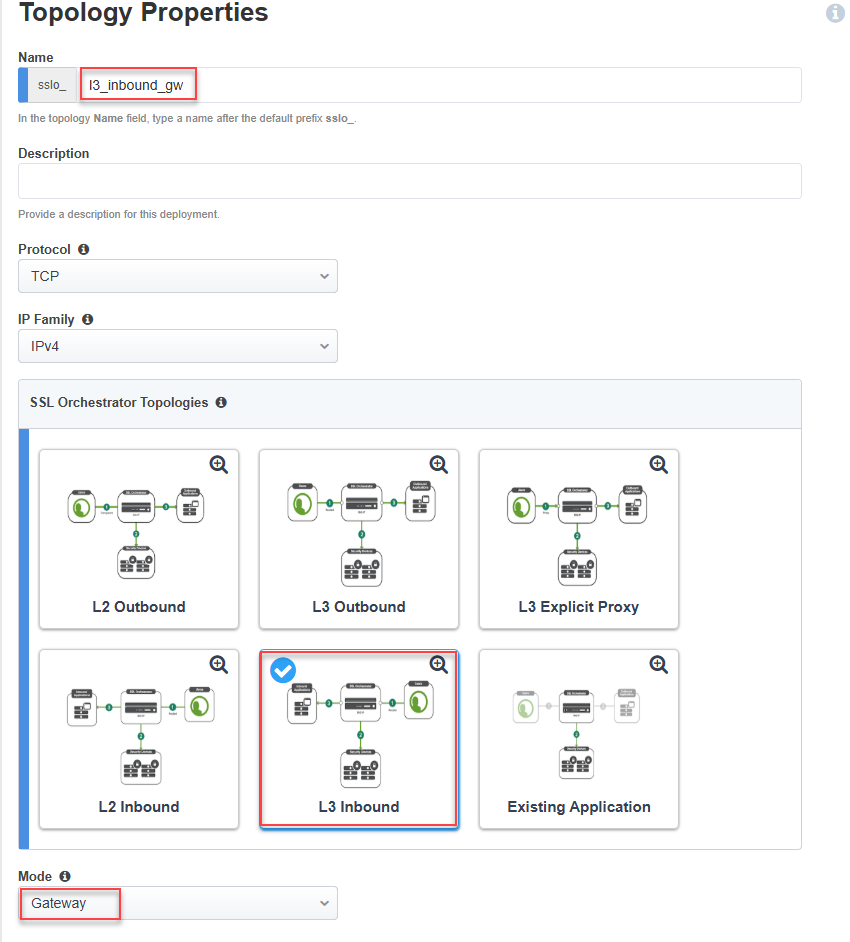 Topology Properties
Name
sslo_ l3_inbound_gw
In the topology Name field, type a name after the default prefix sslo_.
Description
Provide a description for this deployment.
Protocol
TCP
IP Family
IPv4
SSL Orchestrator Topologies
L2 Outbound
L3 Outbound
L3 Explicit Proxy
L2 Inbound
L3 Inbound
Existing Application
Mode
Gateway